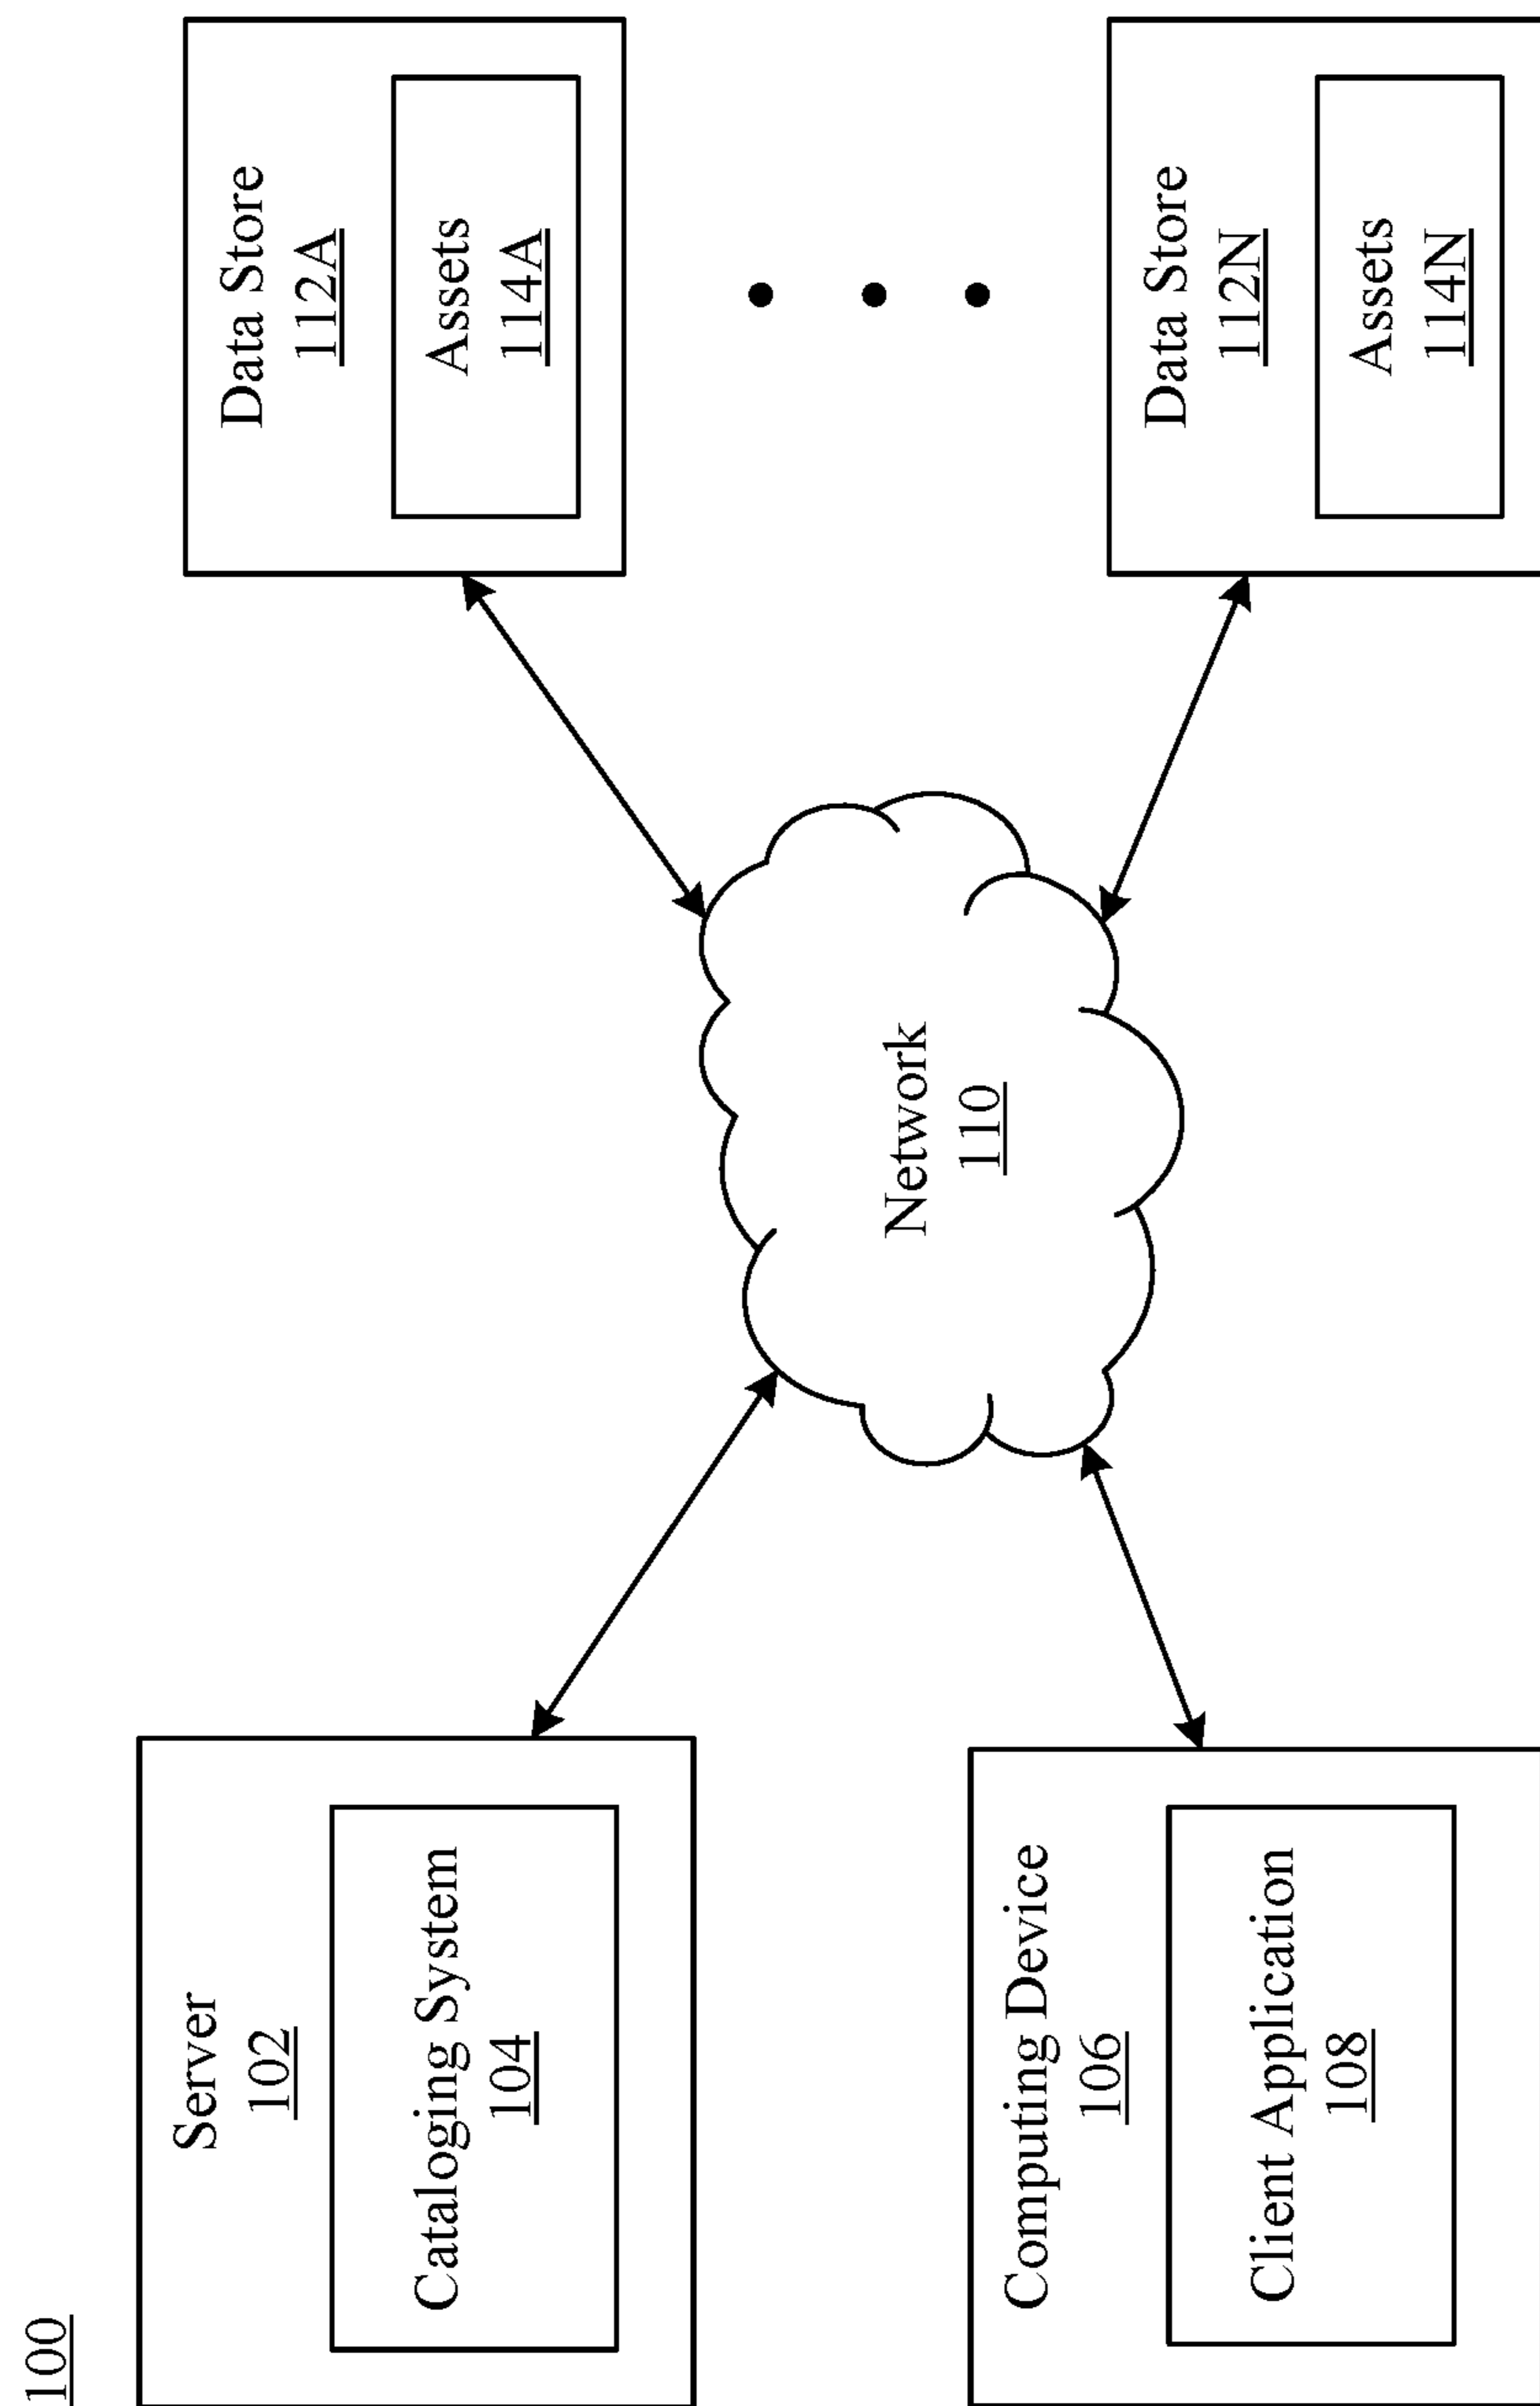 100
Server
102
Cataloging System
104
Computing Device
106
Client Application
108
Network
110
Data Store
112A
Assets
114A
Data Store
112N
Assets
114N